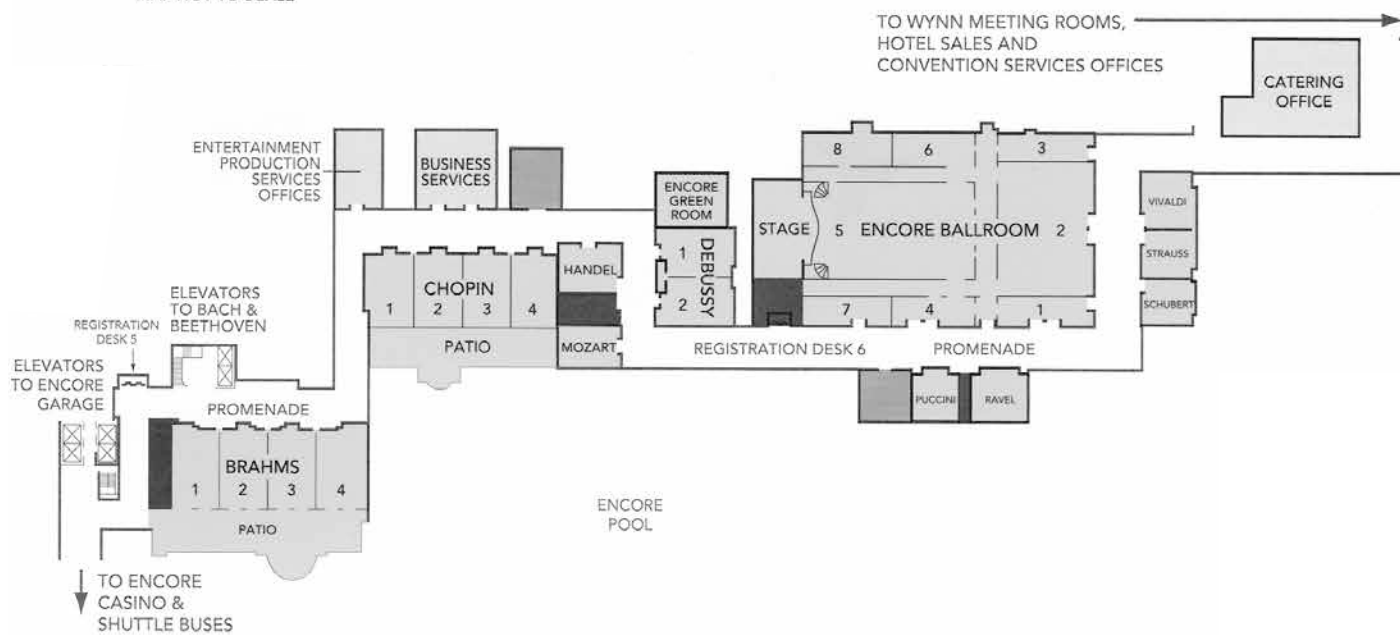 TO WYNN MEETING ROOMS,
HOTEL SALES AND
CONVENTION SERVICES OFFICES
CATERING
OFFICE
ENTERTAINMENT
PRODUCTION
SERVICES
OFFICES
BUSINESS
SERVICES
8
6
3
ENCORE
GREEN
ROOM
STAGE
5
ENCORE BALLROOM
2
VIVALDI
STRAUSS
SCHUBERT
1
DEBUSSY
2
HANDEL
CHOPIN
1
2
3
4
7
4
1
PATIO
MOZART
REGISTRATION DESK 6
PROMENADE
PUCCINI
RAVEL
ELEVATORS
TO BACH &
BEETHOVEN
REGISTRATION
DESK 5
ELEVATORS
TO ENCORE
GARAGE
PROMENADE
BRAHMS
1
2
3
4
PATIO
ENCORE
POOL
TO ENCORE
CASINO &
SHUTTLE BUSES